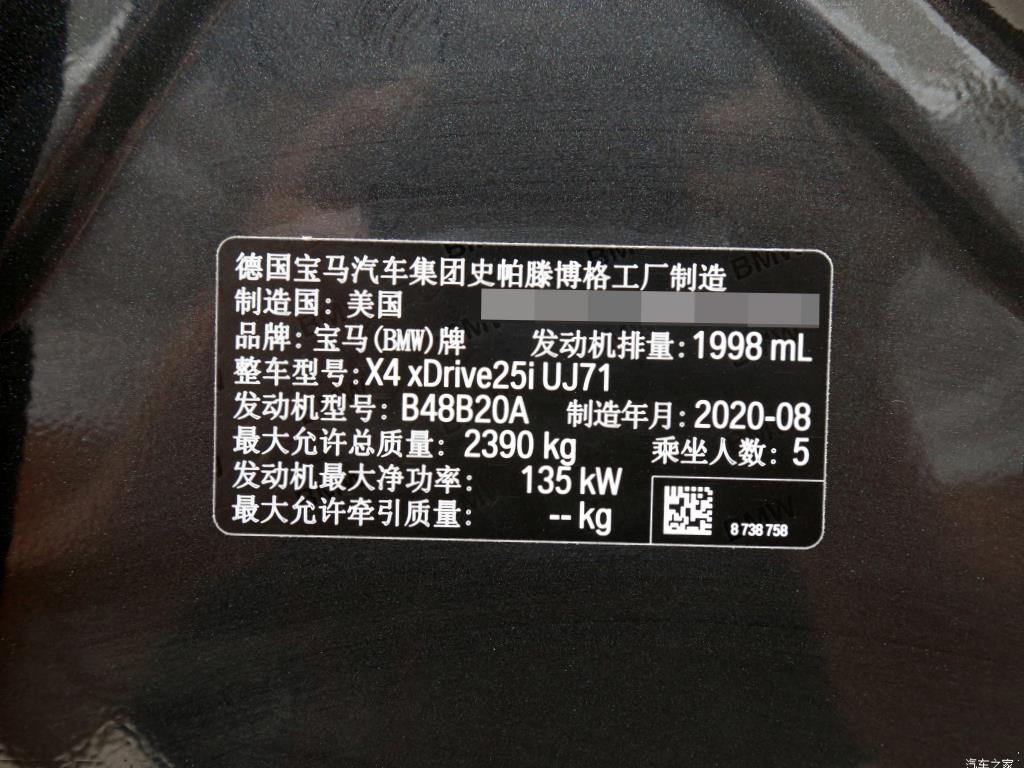 德国宝马汽车集团史帕滕博格工厂制造
制造国: 美国
品牌: 宝马(BMW)牌 发动机排量: 1998 mL
整车型号: X4 xDrive25i UJ71
发动机型号: B48B20A 制造年月: 2020-08
最大允许总质量: 2390 kg 乘坐人数: 5
发动机最大净功率: 135 kW
最大允许牵引质量: -- kg
8 738 758
汽车之家